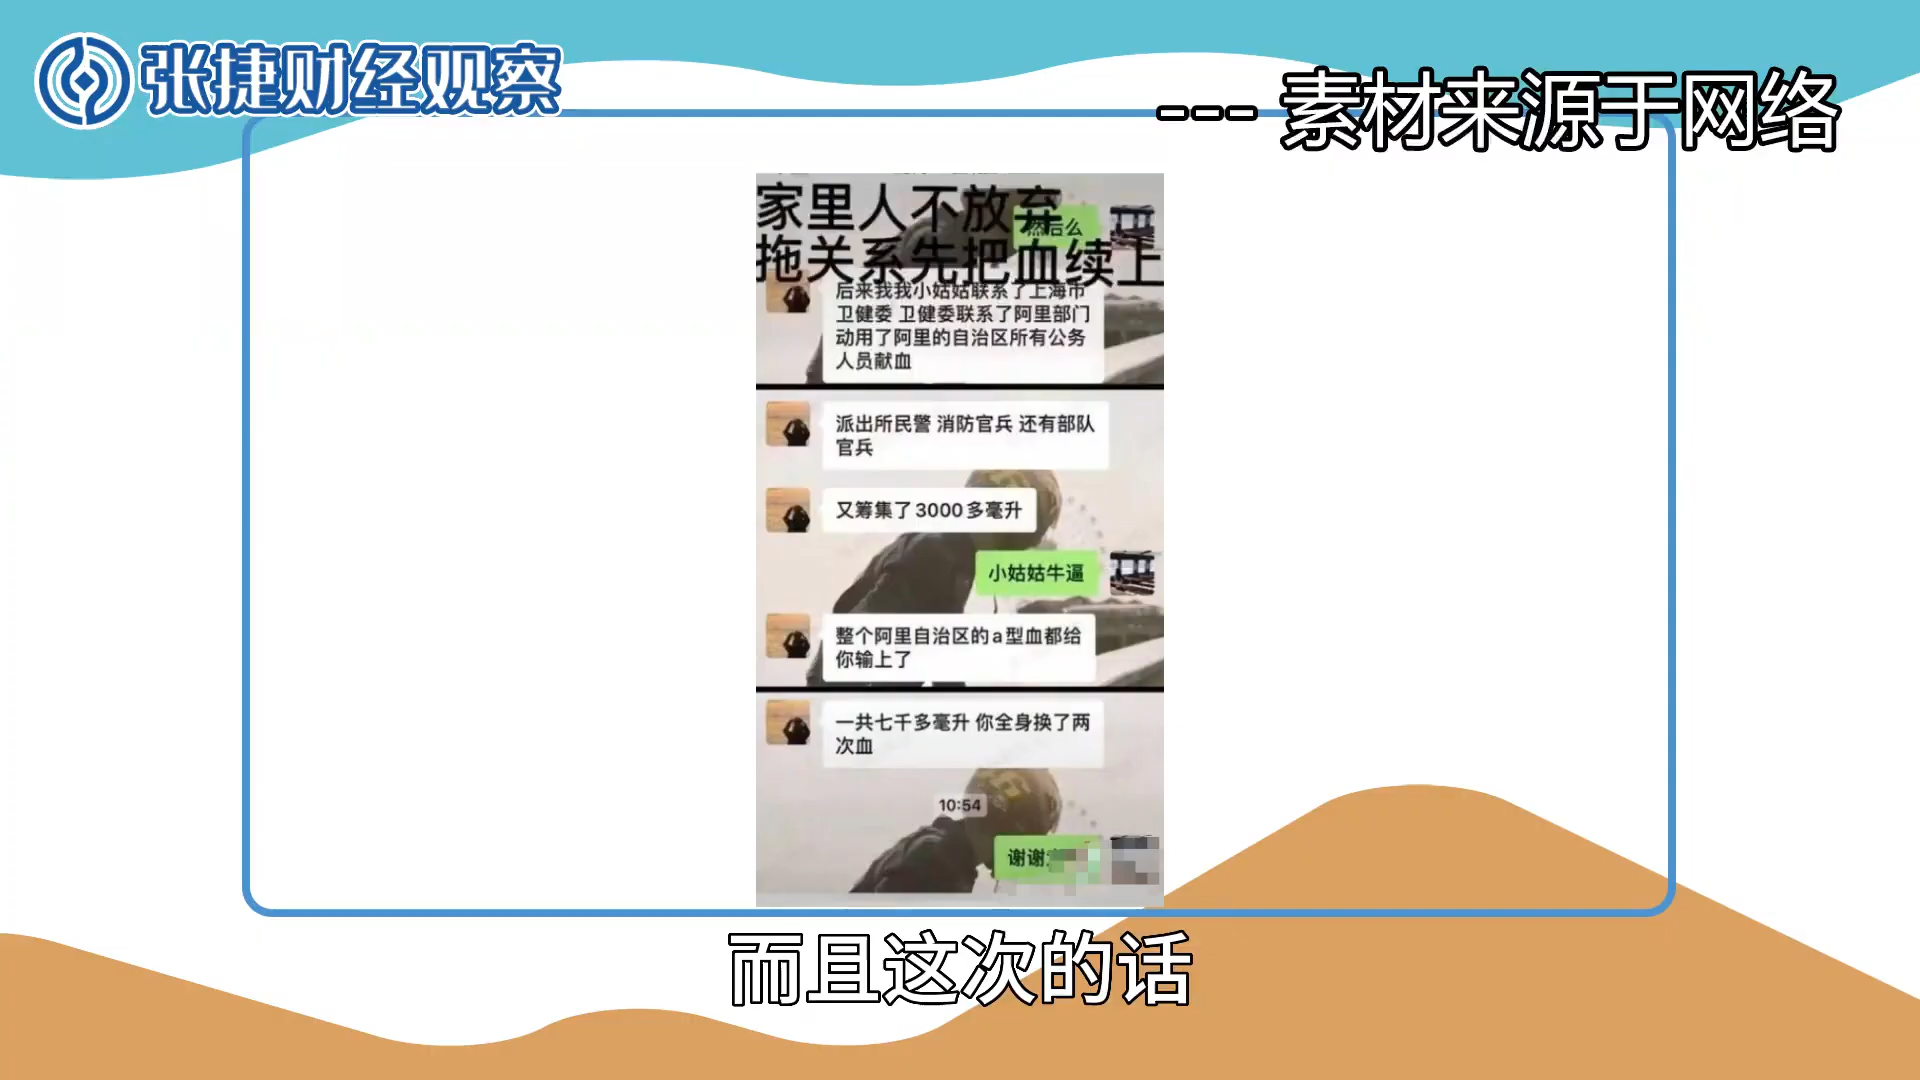 张捷财经观察
--- 素材来源于网络
家里人不放弃
拖关系先把血续上
然后么
后来我我小姑姑联系了上海市
卫健委 卫健委联系了阿里部门
动用了阿里的自治区所有公务
人员献血
派出所民警 消防官兵 还有部队
官兵
又筹集了3000多毫升
小姑姑牛逼
整个阿里自治区的a型血都给
你输上了
一共七千多毫升 你全身换了两
次血
10:54
谢谢
而且这次的话